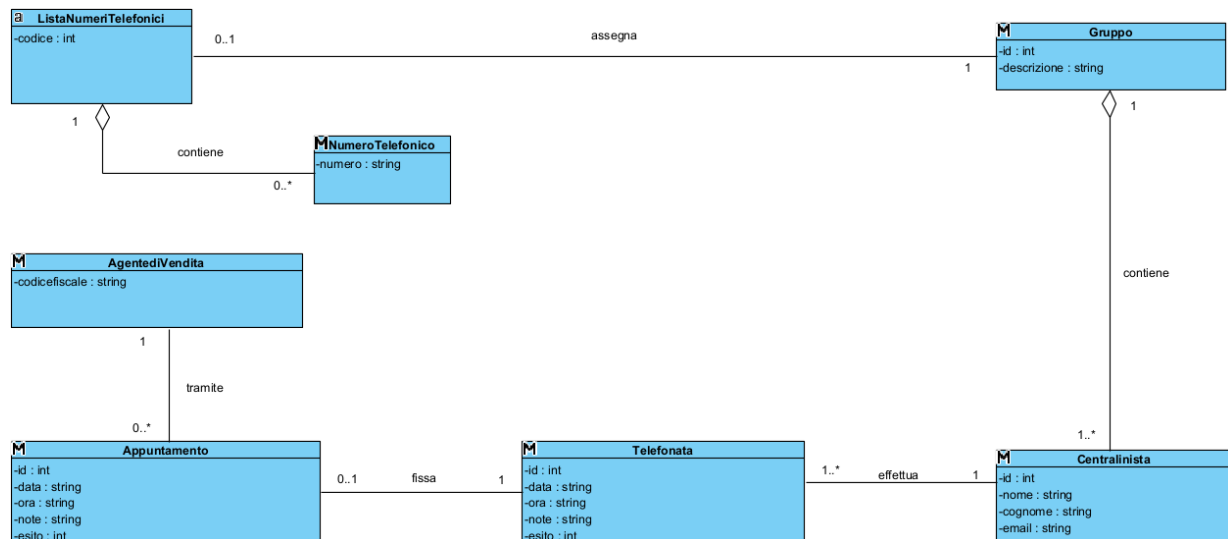 a ListaNumeriTelefonici
-codice : int
0..1
assegna
1
M Gruppo
-id : int
-descrizione : string
1
contiene
0..*
M NumeroTelefonico
-numero : string
1
contiene
1..*
M AgentediVendita
-codicefiscale : string
1
tramite
0..*
M Appuntamento
-id : int
-data : string
-ora : string
-note : string
-esito : int
0..1
fissa
1
M Telefonata
-id : int
-data : string
-ora : string
-note : string
-esito : int
1..*
effettua
1
M Centralinista
-id : int
-nome : string
-cognome : string
-email : string